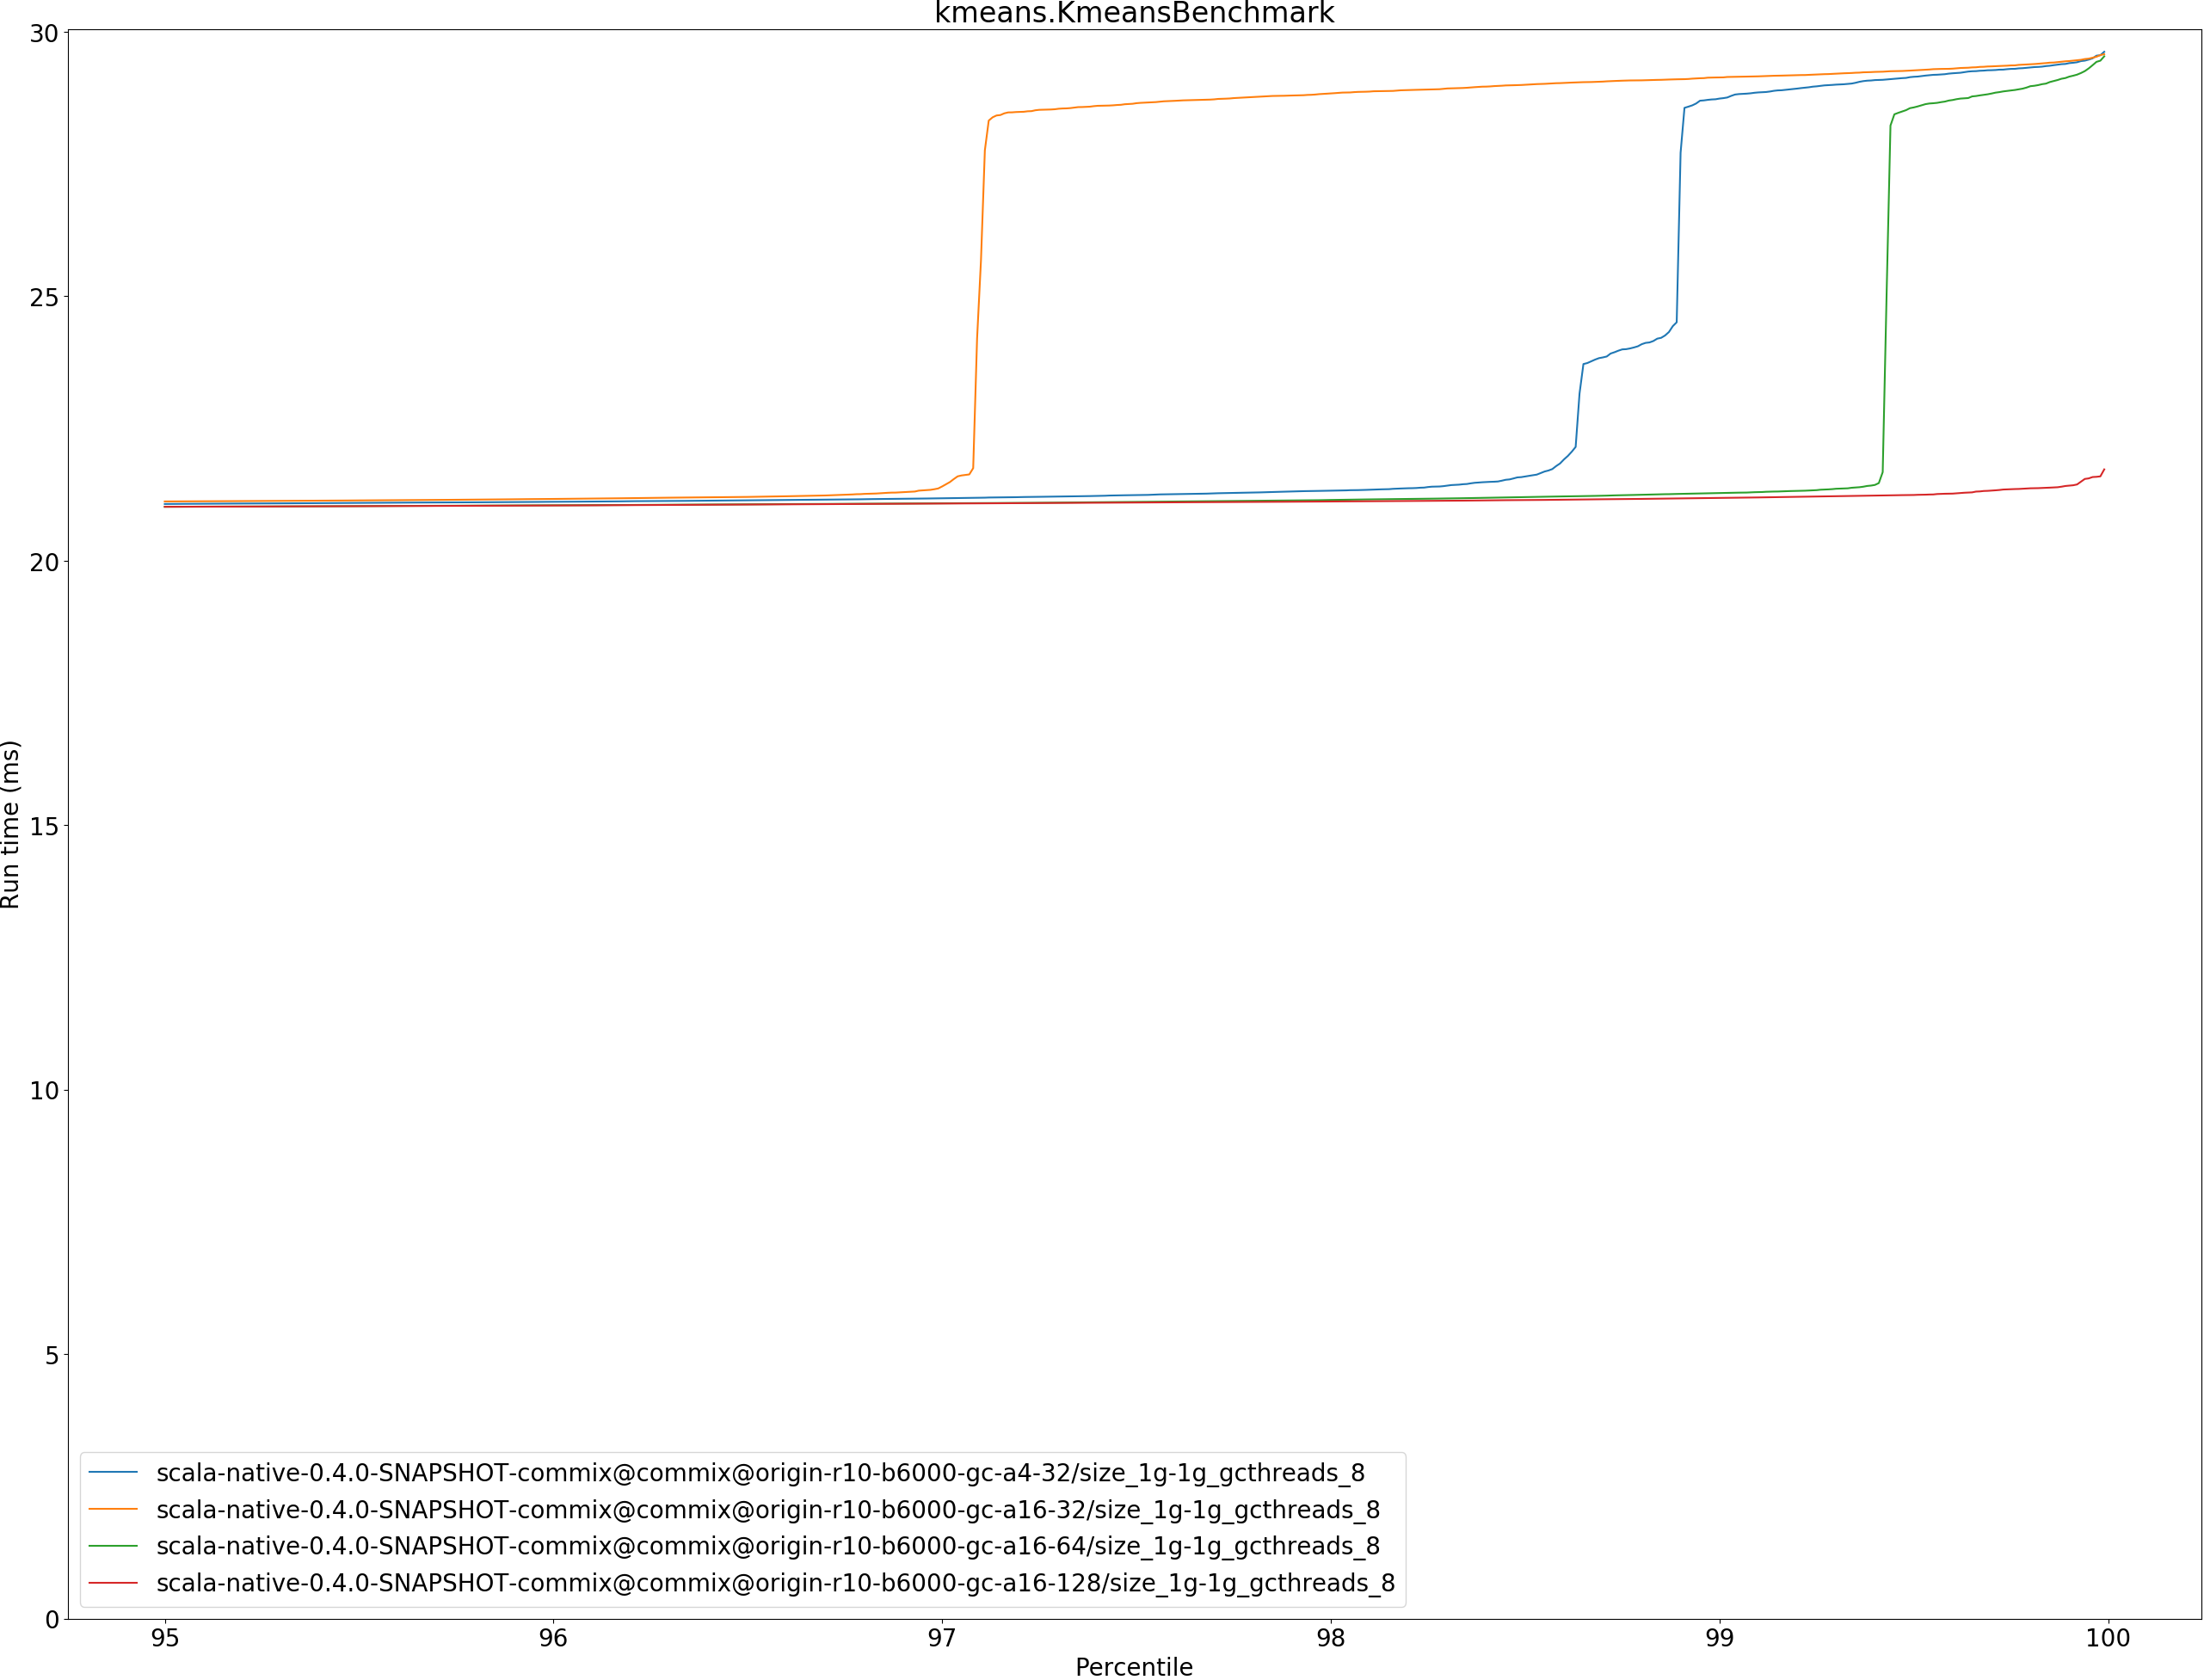 kmeans.KmeansBenchmark
30
25
20
15
10
5
0
Run time (ms)
scala-native-0.4.0-SNAPSHOT-commix@commix@origin-r10-b6000-gc-a4-32/size_1g-1g_gcthreads_8
scala-native-0.4.0-SNAPSHOT-commix@commix@origin-r10-b6000-gc-a16-32/size_1g-1g_gcthreads_8
scala-native-0.4.0-SNAPSHOT-commix@commix@origin-r10-b6000-gc-a16-64/size_1g-1g_gcthreads_8
scala-native-0.4.0-SNAPSHOT-commix@commix@origin-r10-b6000-gc-a16-128/size_1g-1g_gcthreads_8
95 96 97 98 99 100
Percentile